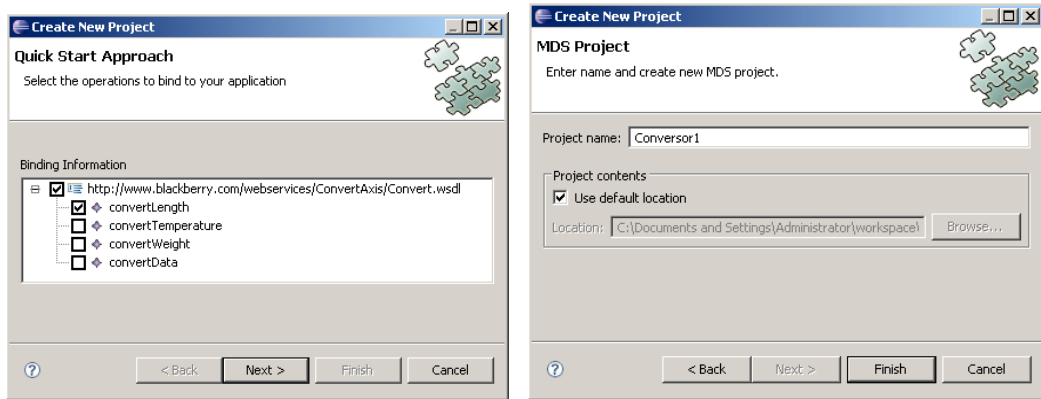 Create New Project
Quick Start Approach
Select the operations to bind to your application
Binding Information
http://www.blackberry.com/webservices/ConvertAxis/Convert.wsdl
convertLength
convertTemperature
convertWeight
convertData
? < Back Next > Finish Cancel
Create New Project
MDS Project
Enter name and create new MDS project.
Project name: Conversor1
Project contents
Use default location
Location: C:\Documents and Settings\Administrator\workspace\ Browse...
? < Back Next > Finish Cancel